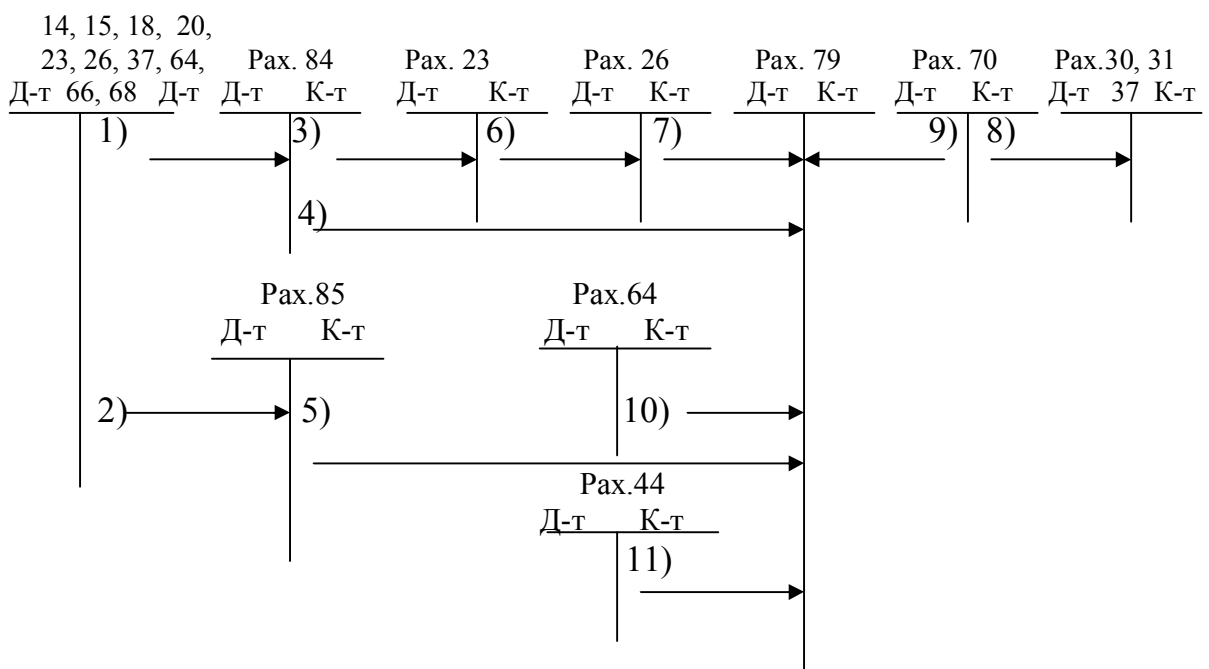 14, 15, 18, 20,
23, 26, 37, 64, Рах. 84 Рах. 23 Рах. 26 Рах. 79 Рах. 70 Рах.30, 31
Д-т 66, 68 Д-т Д-т К-т Д-т К-т Д-т К-т Д-т К-т Д-т К-т Д-т 37 К-т
1) 3) 6) 7) 9) 8)
4)
Рах.85 Рах.64
Д-т К-т Д-т К-т
2) 5) 10)
Рах.44
Д-т К-т
11)